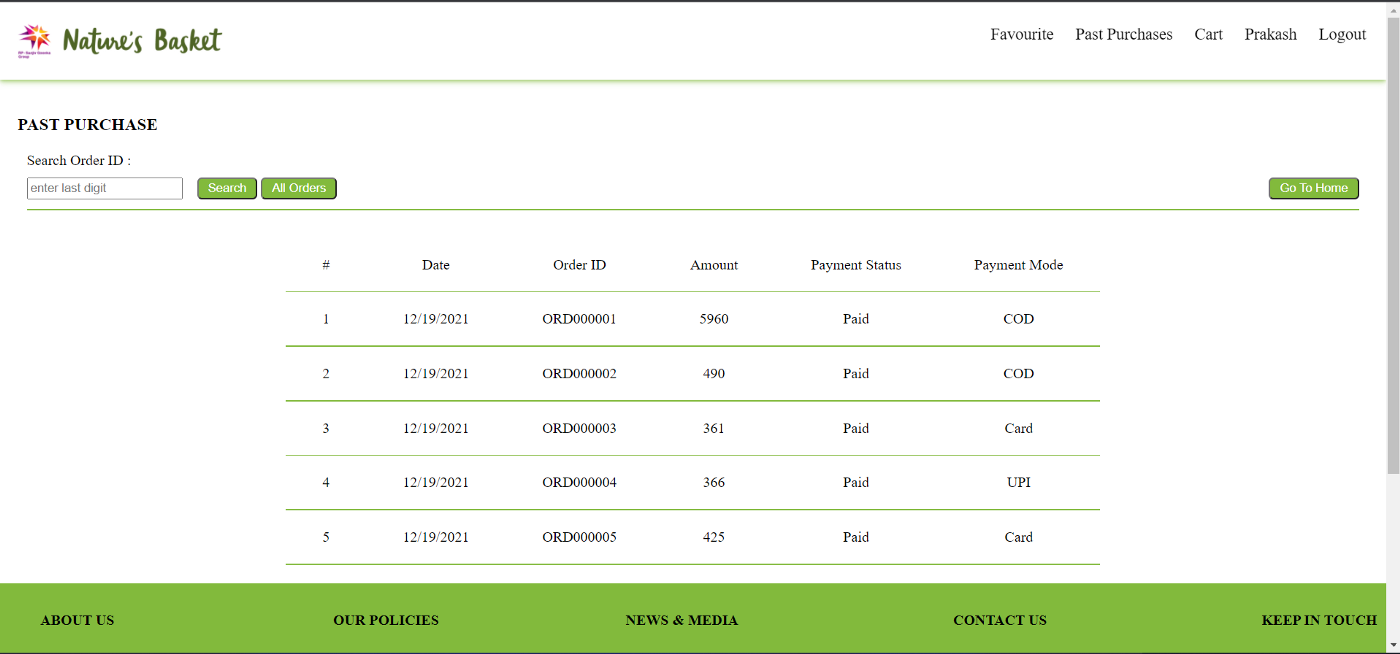 Nature's Basket
Favourite Past Purchases Cart Prakash Logout
PAST PURCHASE
Search Order ID :
enter last digit Search All Orders Go To Home
# Date Order ID Amount Payment Status Payment Mode
1 12/19/2021 ORD000001 5960 Paid COD
2 12/19/2021 ORD000002 490 Paid COD
3 12/19/2021 ORD000003 361 Paid Card
4 12/19/2021 ORD000004 366 Paid UPI
5 12/19/2021 ORD000005 425 Paid Card
ABOUT US OUR POLICIES NEWS & MEDIA CONTACT US KEEP IN TOUCH